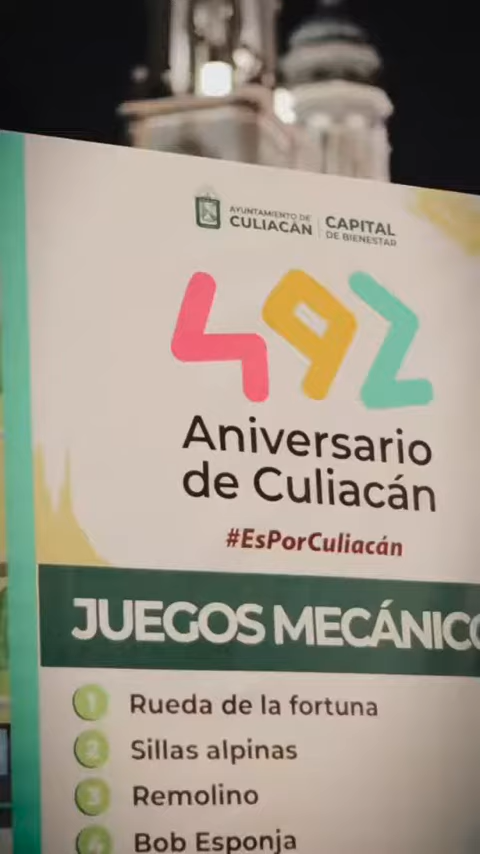 AYUNTAMIENTO DE
CULIACÁN
CAPITAL
DE BIENESTAR
492
Aniversario
de Culiacán
#EsPorCuliacán
JUEGOS MECÁNICO
1 Rueda de la fortuna
2 Sillas alpinas
3 Remolino
4 Bob Esponja